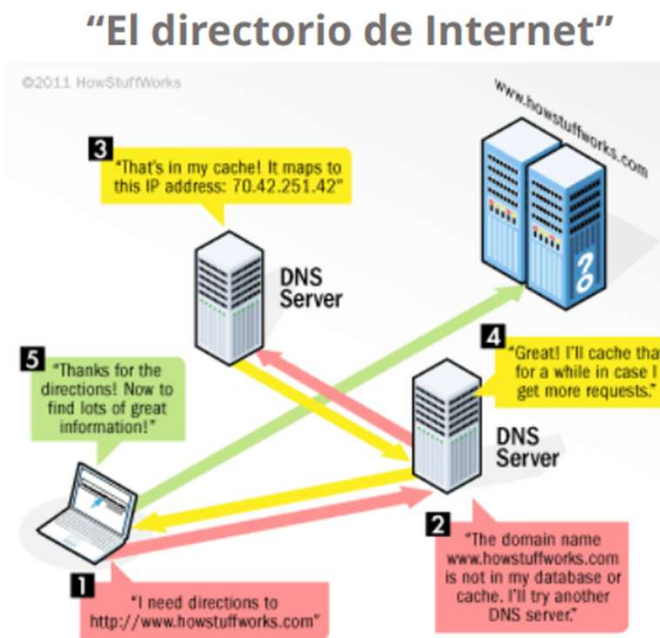 “El directorio de Internet”
©2011 HowStuffWorks
www.howstuffworks.com
3
"That's in my cache! It maps to
this IP address: 70.42.251.42"
DNS
Server
4
"Great! I'll cache that
for a while in case I
get more requests."
5
"Thanks for the
directions! Now to
find lots of great
information!"
DNS
Server
2
"The domain name
www.howstuffworks.com
is not in my database or
cache. I'll try another
DNS server."
1
"I need directions to
http://www.howstuffworks.com"